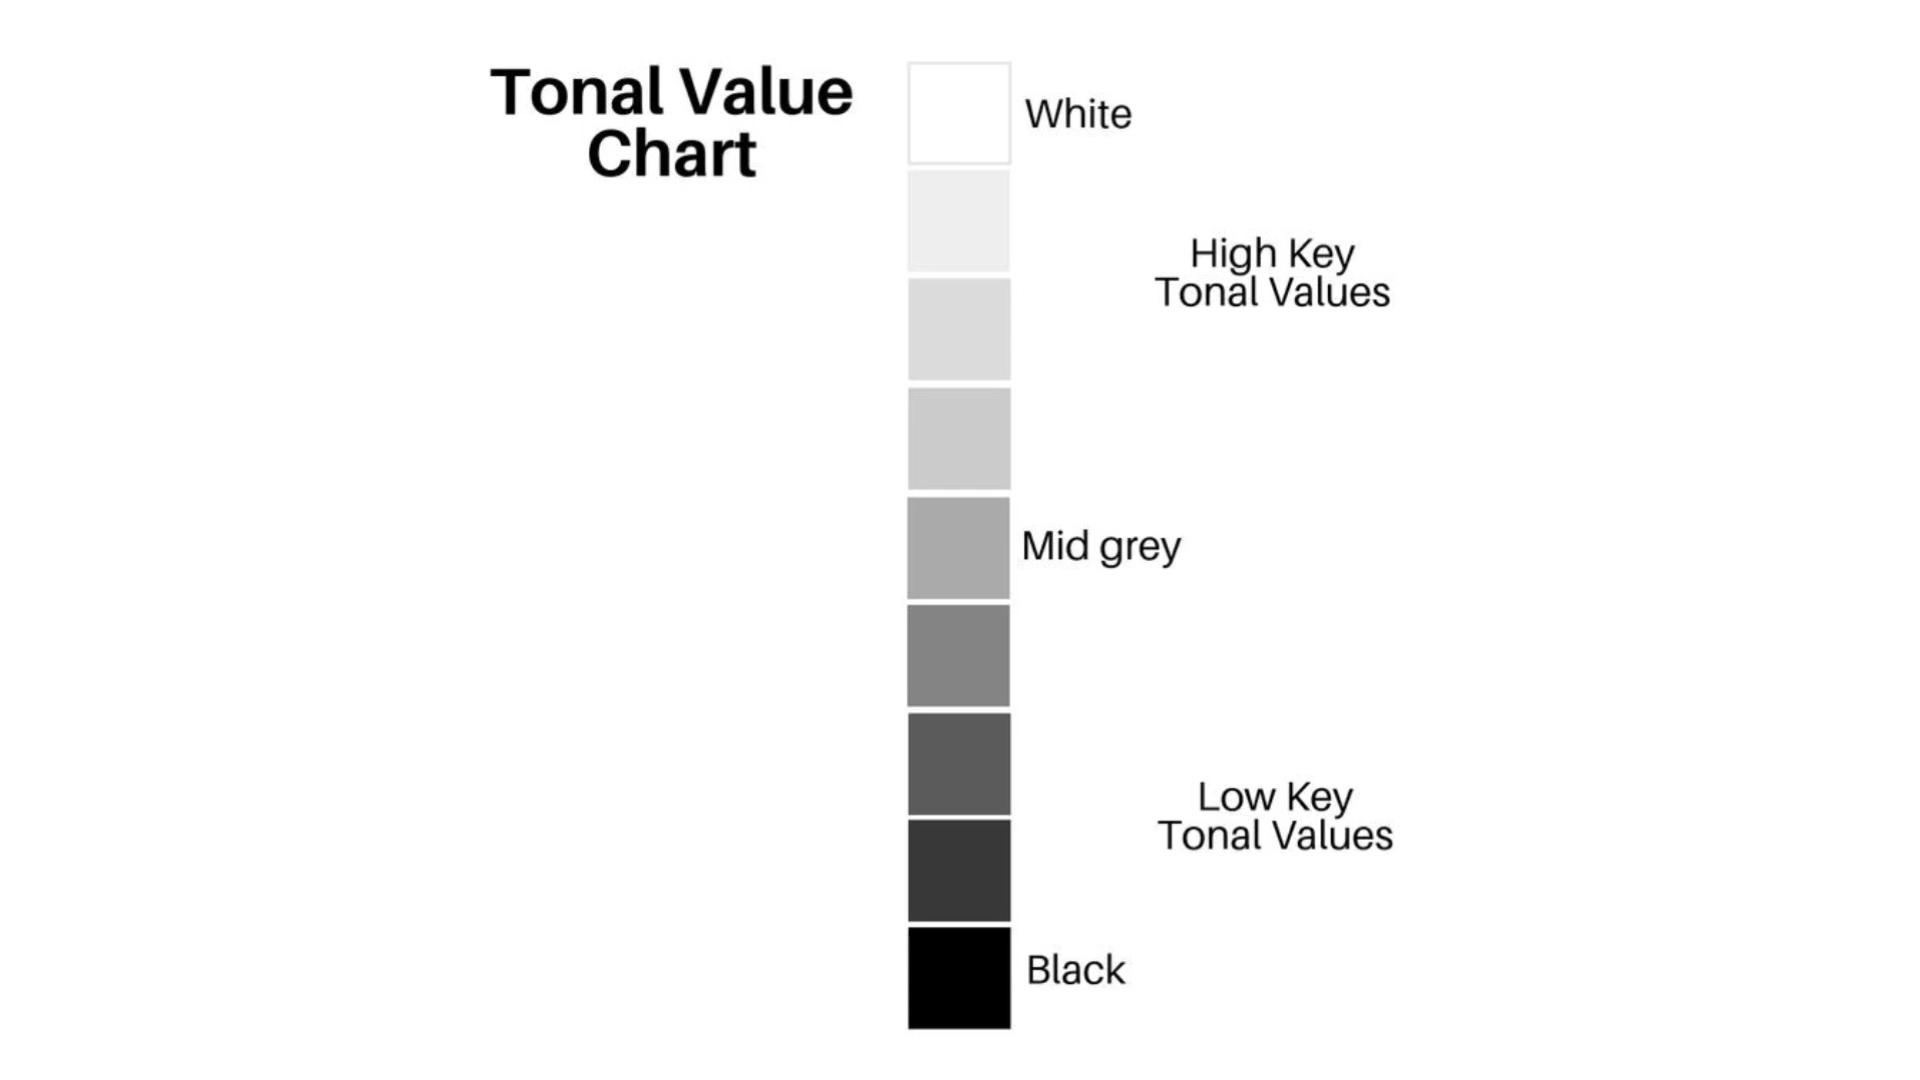 Tonal Value
Chart
White
High Key
Tonal Values
Mid grey
Low Key
Tonal Values
Black